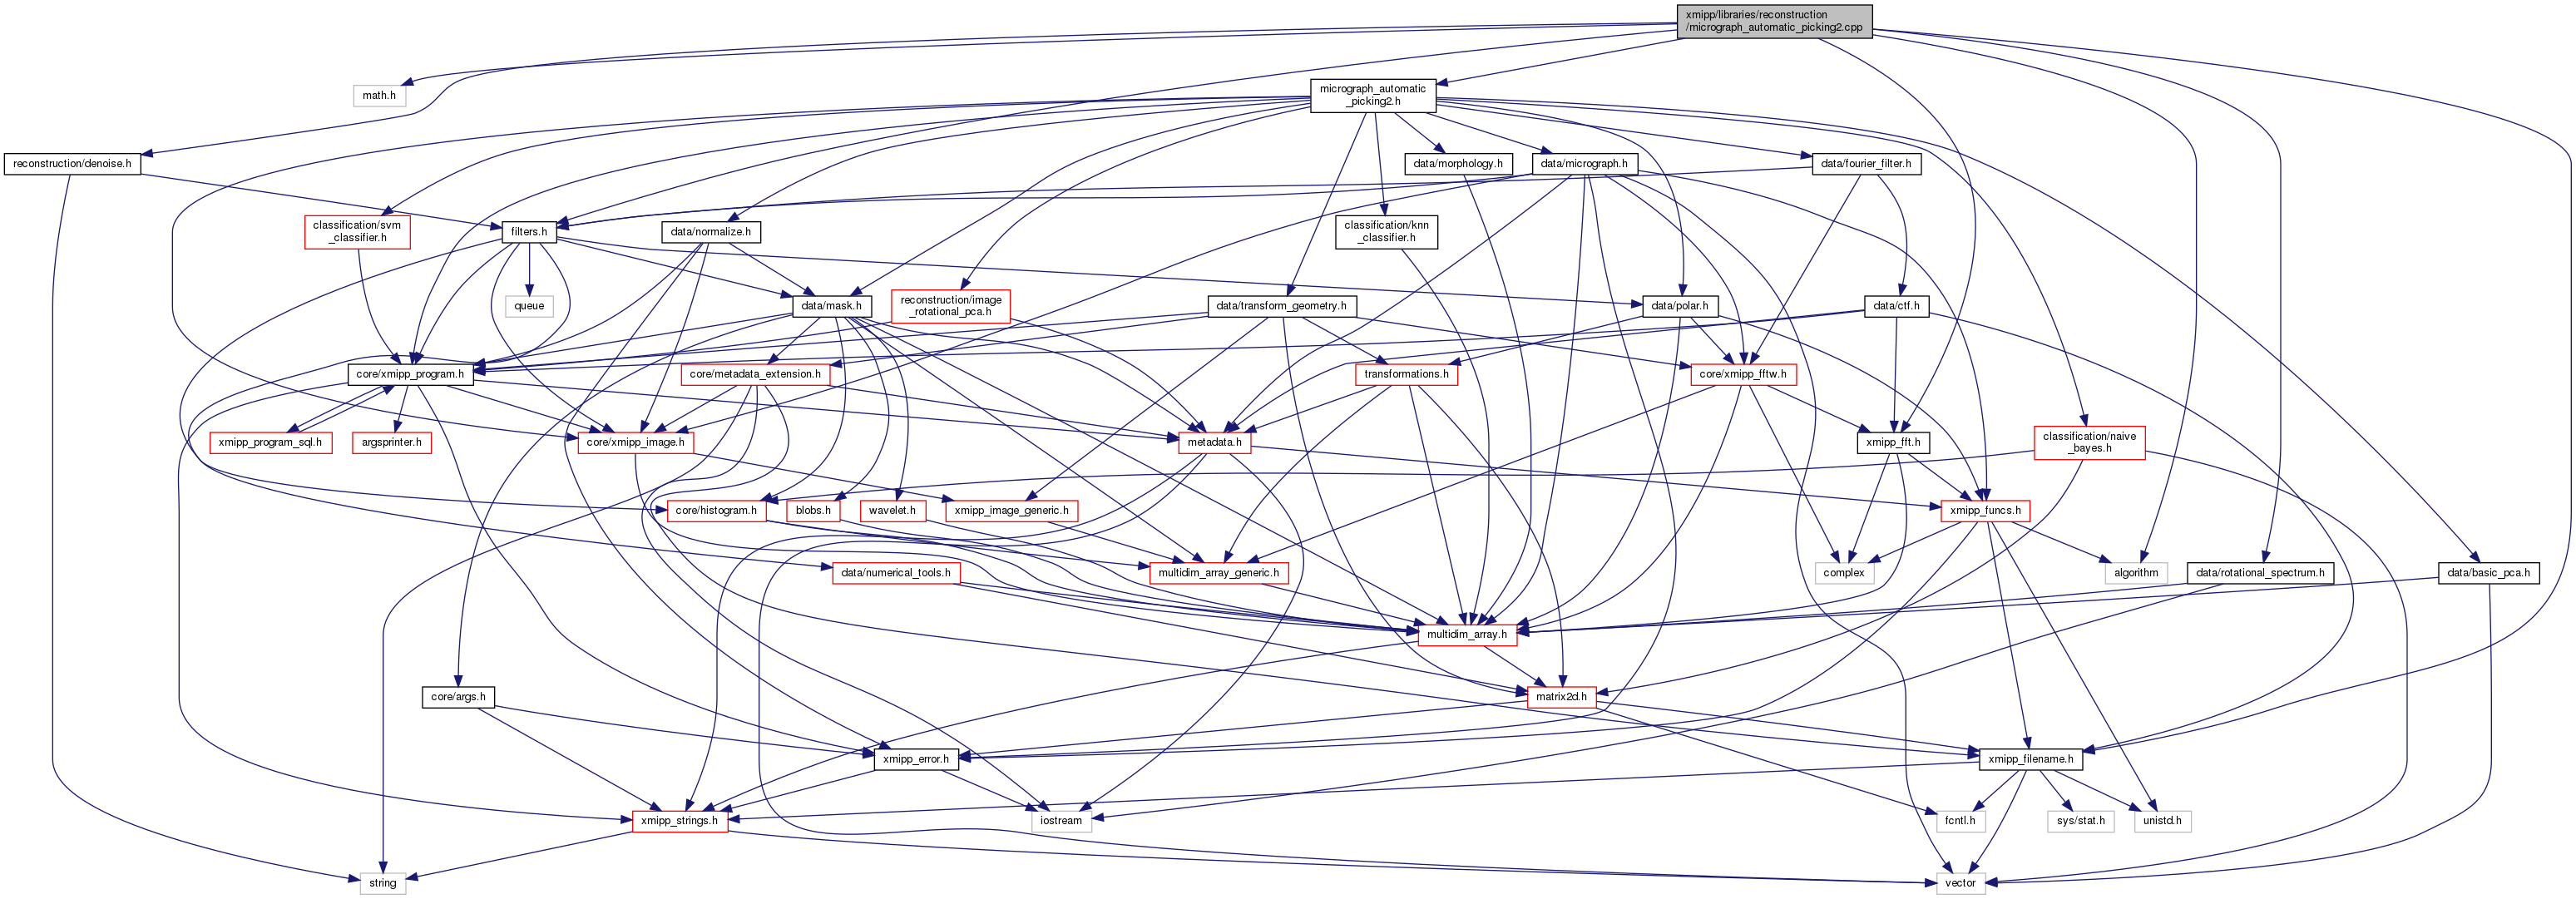 xmipp/libraries/reconstruction
/micrograph_automatic_picking2.cpp
math.h
micrograph_automatic
_picking2.h
reconstruction/denoise.h
data/morphology.h
data/micrograph.h
data/fourier_filter.h
classification/svm
_classifier.h
filters.h
data/normalize.h
classification/knn
_classifier.h
queue
data/mask.h
reconstruction/image
_rotational_pca.h
data/transform_geometry.h
data/polar.h
data/ctf.h
core/xmipp_program.h
core/metadata_extension.h
transformations.h
core/xmipp_fftw.h
xmipp_program_sql.h
argsprinter.h
core/xmipp_image.h
metadata.h
xmipp_fft.h
classification/naive
_bayes.h
core/histogram.h
blobs.h
wavelet.h
xmipp_image_generic.h
xmipp_funcs.h
data/numerical_tools.h
multidim_array_generic.h
complex
algorithm
data/rotational_spectrum.h
data/basic_pca.h
multidim_array.h
core/args.h
matrix2d.h
xmipp_error.h
xmipp_filename.h
xmipp_strings.h
iostream
fcntl.h
sys/stat.h
unistd.h
string
vector